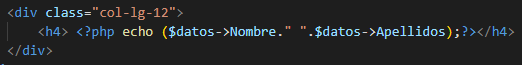 <div class="col-lg-12">
<h4> <?php echo ($datos->Nombre." ".$datos->Apellidos);?></h4>
</div>